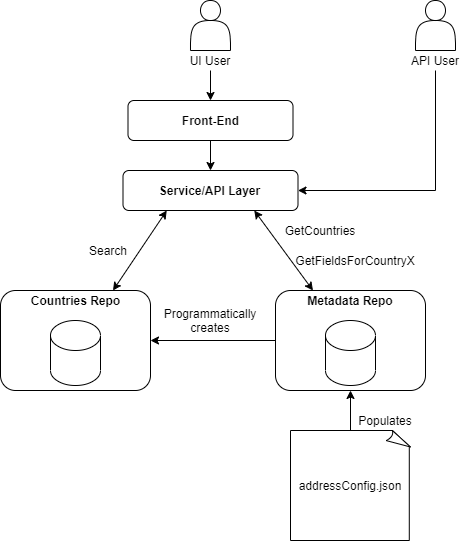 UI User
API User
Front-End
Service/API Layer
Search
GetCountries
GetFieldsForCountryX
Countries Repo
Programmatically
creates
Metadata Repo
Populates
addressConfig.json